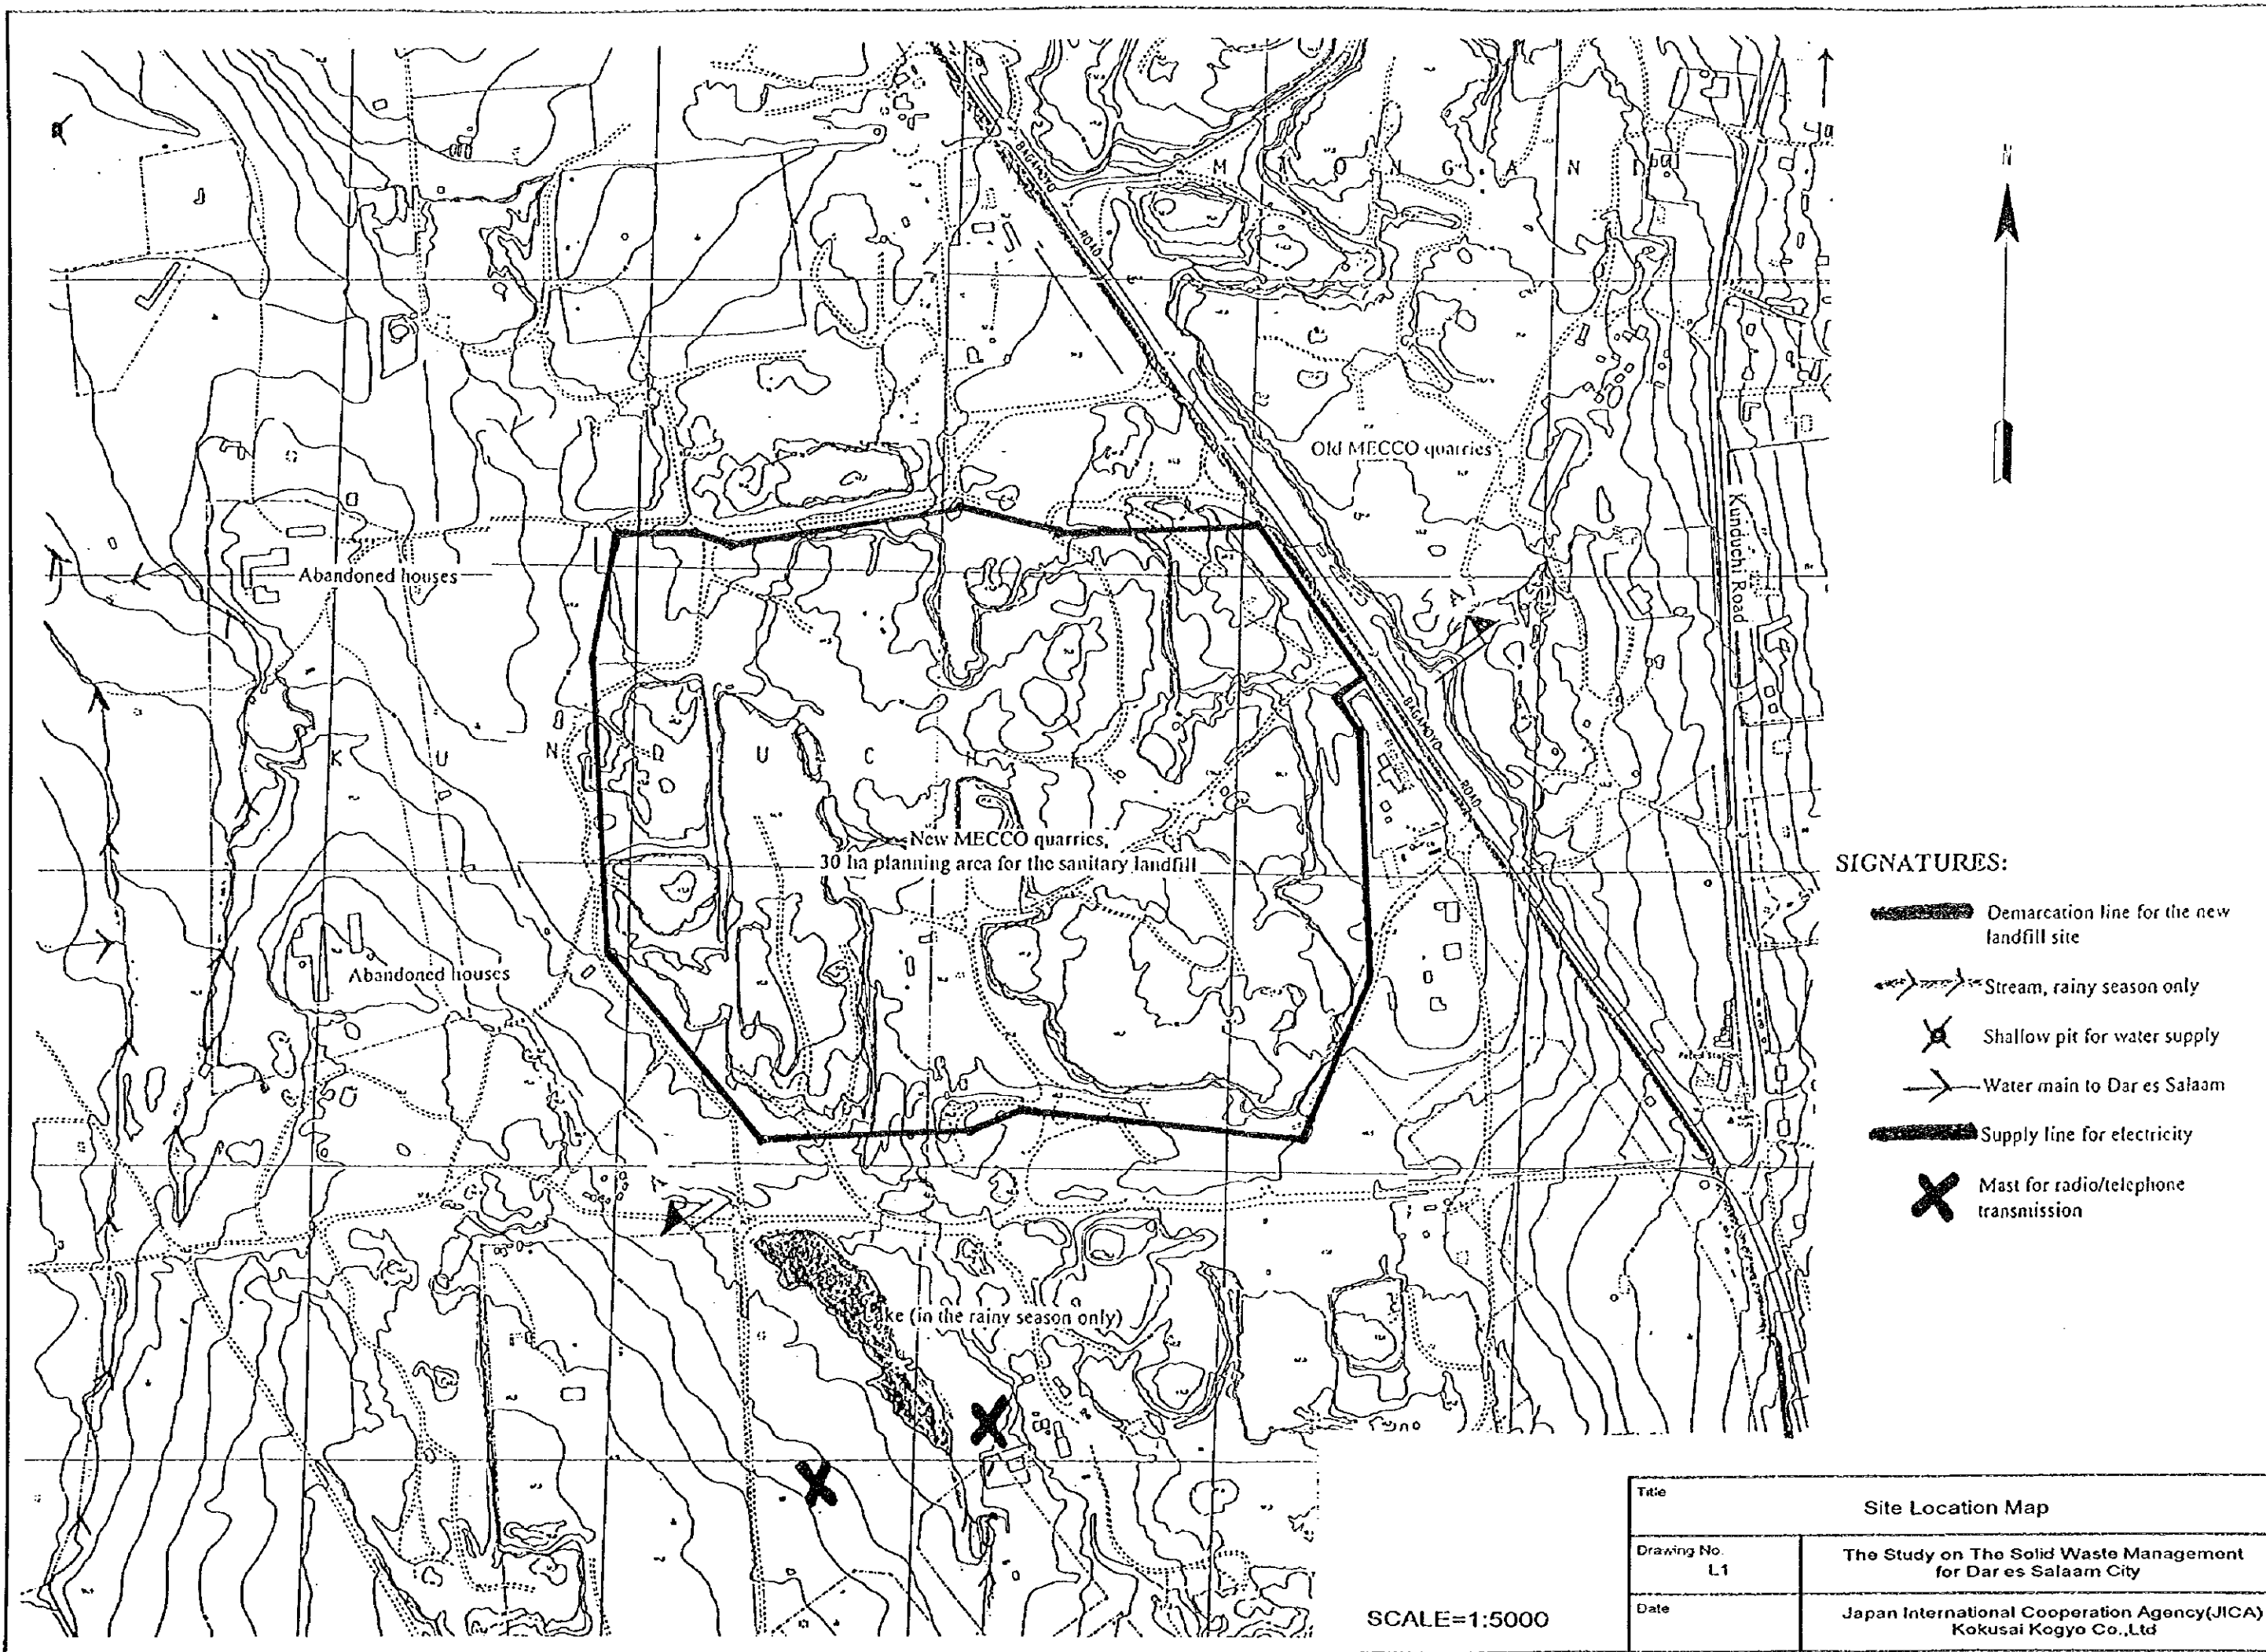 N
M J O N G A N I
BAGAMOYO
ROAD
Old MECCO quarries
Kunduchi Road
Abandoned houses
A
K U N D U C H I
BAGAMOYO
ROAD
New MECCO quarries,
30 ha planning area for the sanitary landfill
Abandoned houses
Petrol Station
A
Lake (in the rainy season only)
SIGNATURES:
Demarcation line for the new
landfill site
Stream, rainy season only
Shallow pit for water supply
Water main to Dar es Salaam
Supply line for electricity
Mast for radio/telephone
transmission
SCALE=1:5000
Title
Site Location Map
Drawing No.
L1
The Study on The Solid Waste Management
for Dar es Salaam City
Date
Japan International Cooperation Agency(JICA)
Kokusai Kogyo Co.,Ltd